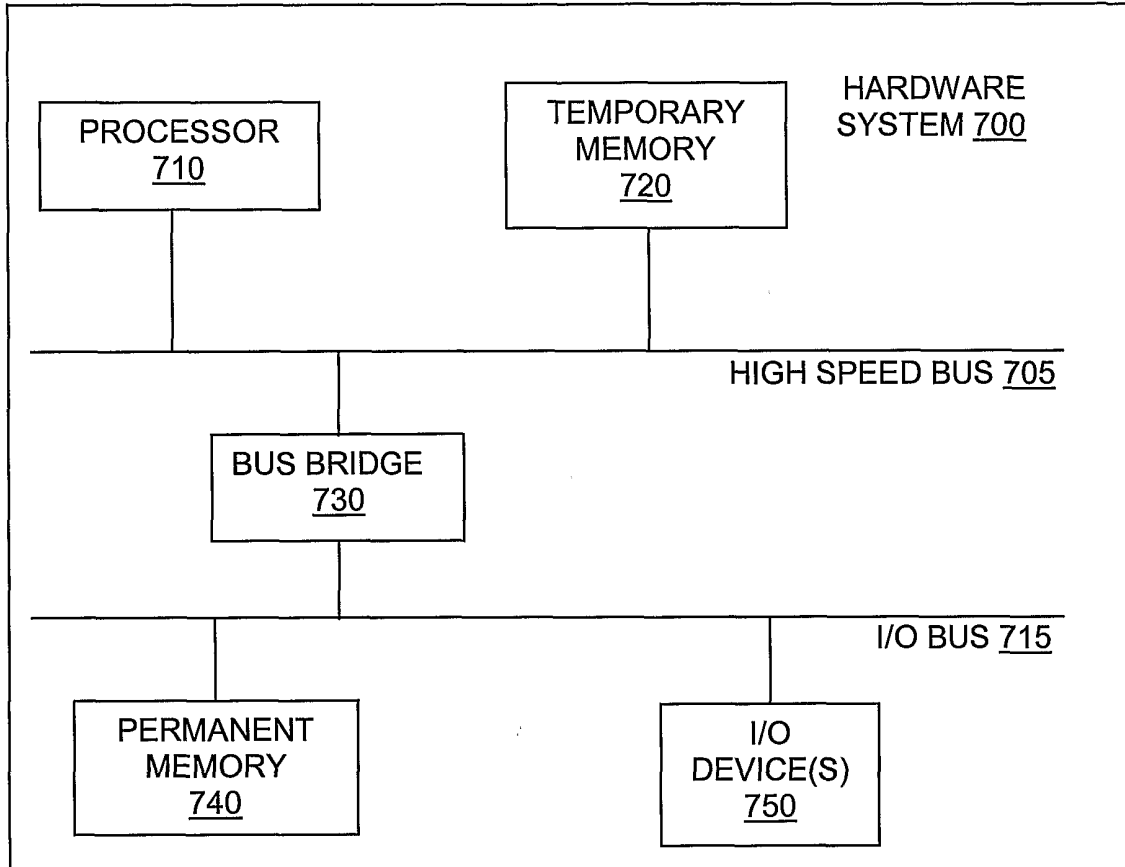 PROCESSOR
710
TEMPORARY
MEMORY
720
HARDWARE
SYSTEM 700
HIGH SPEED BUS 705
BUS BRIDGE
730
I/O BUS 715
PERMANENT
MEMORY
740
I/O
DEVICE(S)
750